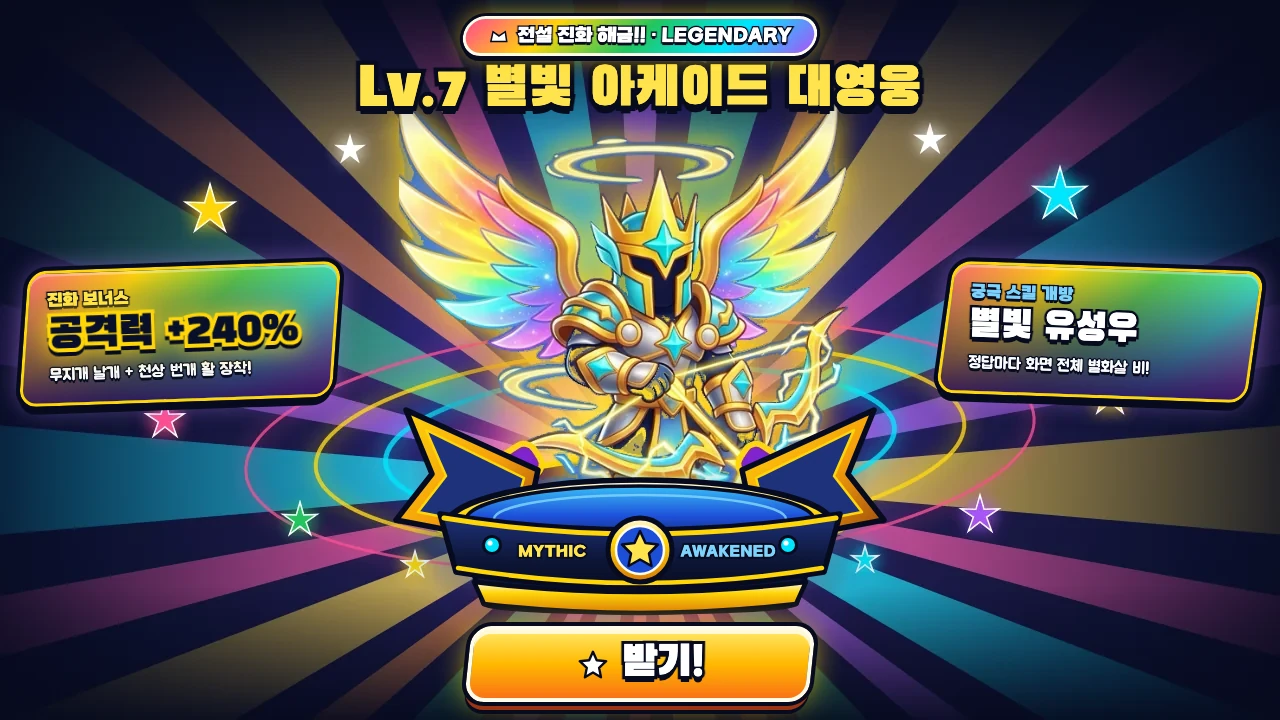 전설 진화 해금!! · LEGENDARY
Lv.7 별빛 아케이드 대영웅
진화 보너스
공격력 +240%
무지개 날개 + 천상 번개 활 장착!
궁극 스킬 개방
별빛 유성우
정답마다 화면 전체 별화살 비!
MYTHIC
AWAKENED
받기!